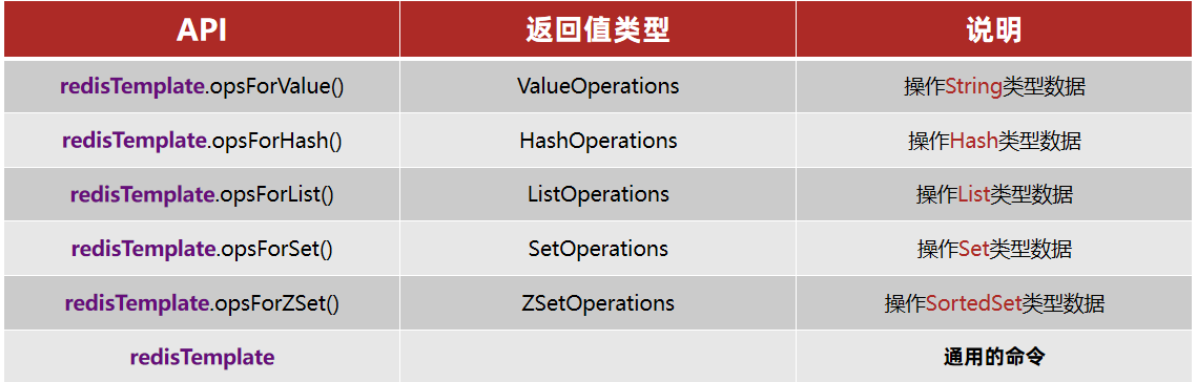 API 返回值类型 说明
redisTemplate.opsForValue() ValueOperations 操作String类型数据
redisTemplate.opsForHash() HashOperations 操作Hash类型数据
redisTemplate.opsForList() ListOperations 操作List类型数据
redisTemplate.opsForSet() SetOperations 操作Set类型数据
redisTemplate.opsForZSet() ZSetOperations 操作SortedSet类型数据
redisTemplate 通用的命令